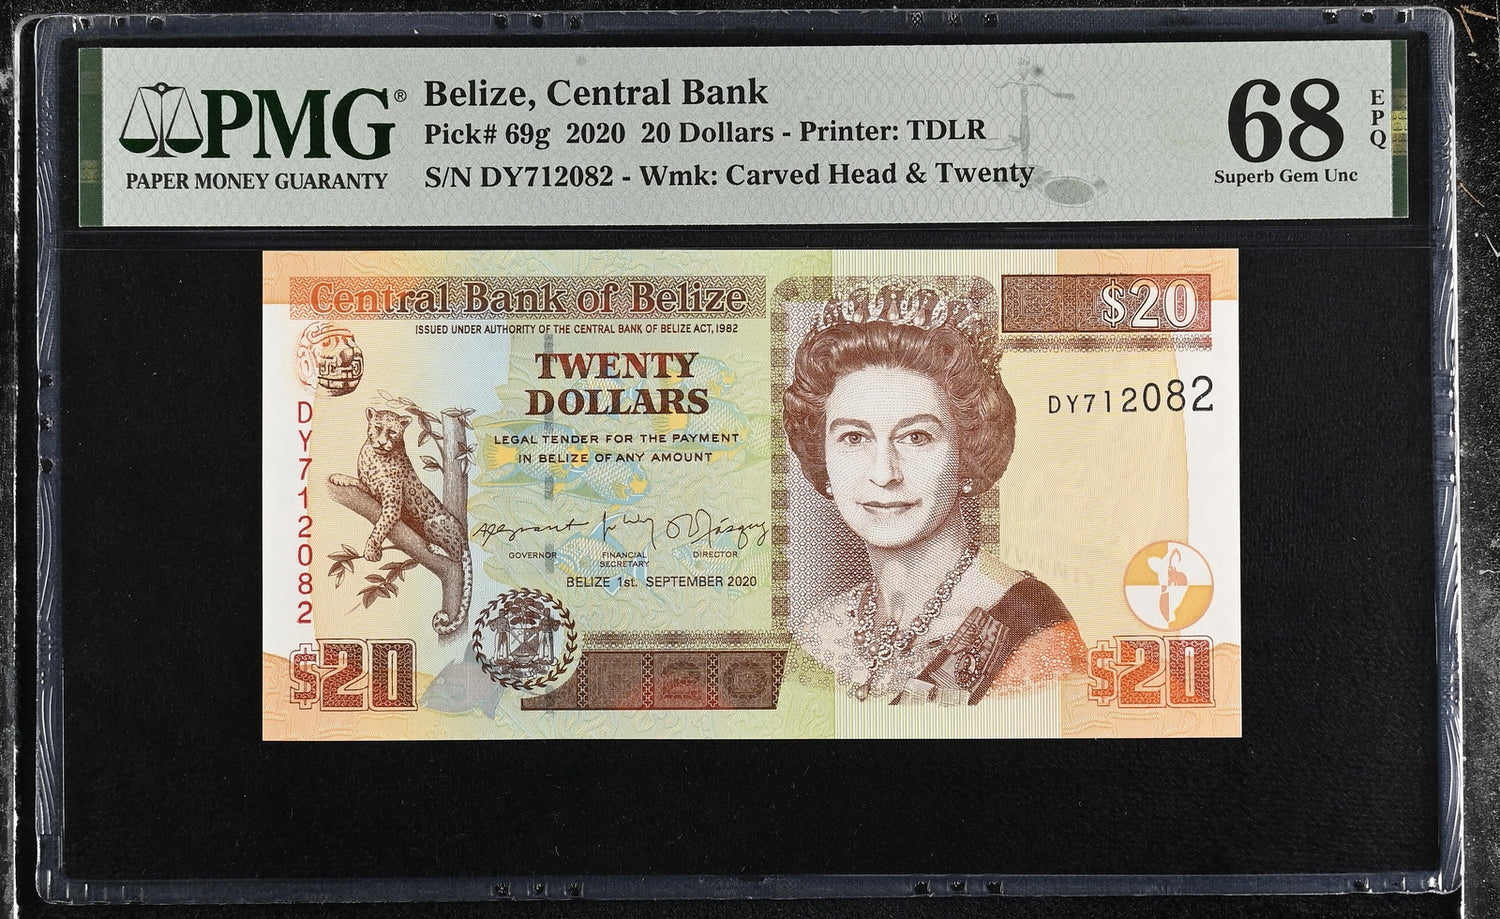 PMG®
PAPER MONEY GUARANTY
Belize, Central Bank
Pick# 69g 2020 20 Dollars - Printer: TDLR
S/N DY712082 - Wmk: Carved Head & Twenty
68
EPQ
Superb Gem Unc
Central Bank of Belize
ISSUED UNDER AUTHORITY OF THE CENTRAL BANK OF BELIZE ACT, 1982
$20
TWENTY
DOLLARS
DY712082
DY712082
LEGAL TENDER FOR THE PAYMENT
IN BELIZE OF ANY AMOUNT
GOVERNOR FINANCIAL SECRETARY DIRECTOR
BELIZE 1st. SEPTEMBER 2020
$20
$20